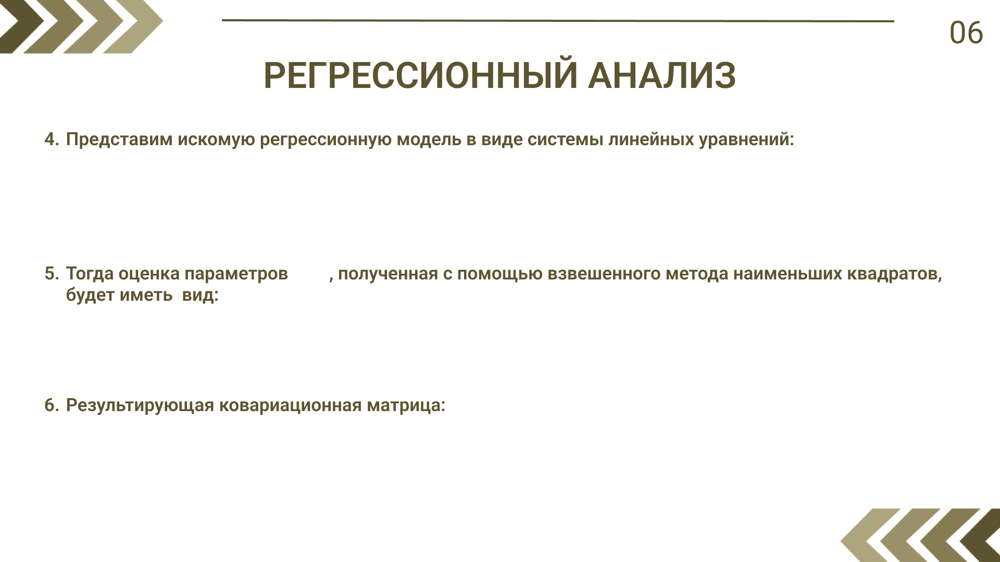 06
РЕГРЕССИОННЫЙ АНАЛИЗ
4. Представим искомую регрессионную модель в виде системы линейных уравнений:
5. Тогда оценка параметров , полученная с помощью взвешенного метода наименьших квадратов,
будет иметь вид:
6. Результирующая ковариационная матрица: